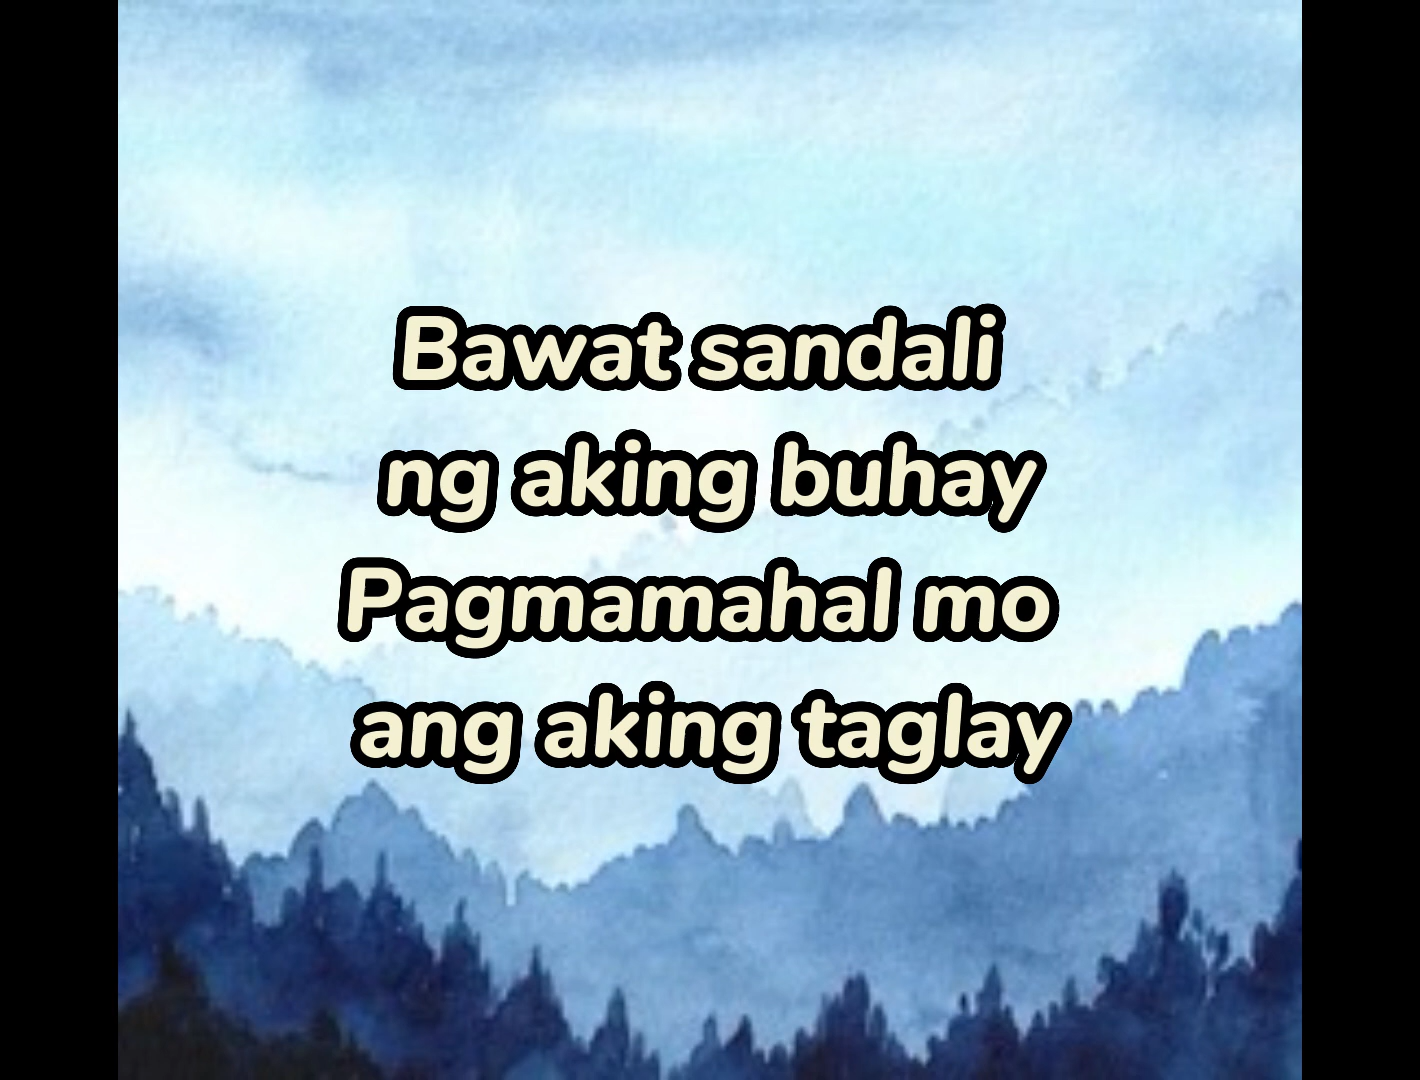 Bawat sandali
ng aking buhay
Pagmamahal mo
ang aking taglay